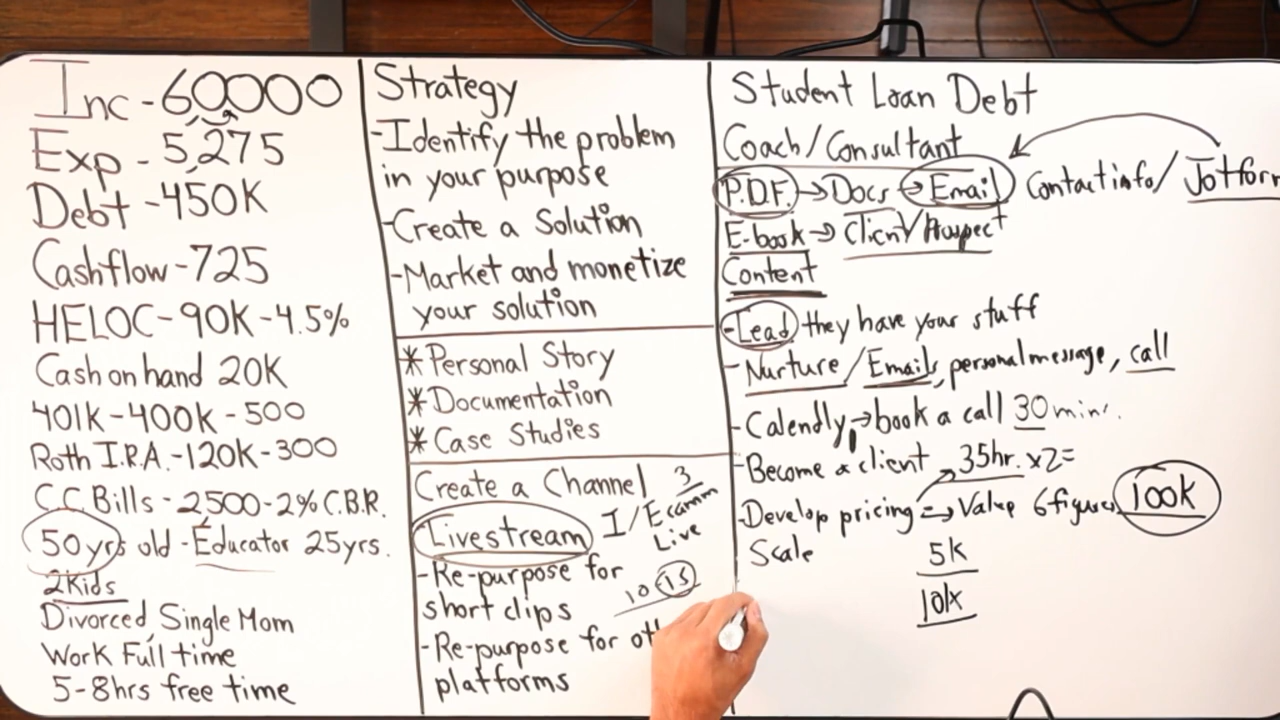 Inc - 60,000
Exp - 5,275
Debt - 450K
Cashflow - 725
HELOC - 90K - 4.5%
Cash on hand 20K
401K - 400K - 500
Roth I.R.A. - 120K - 300
C.C. Bills - 2500 - 2% C.B.R.
50 yrs old - Educator 25yrs.
2Kids
Divorced, Single Mom
Work Full time
5-8hrs free time
Strategy
-Identify the problem
in your purpose
-Create a Solution
-Market and monetize
your solution
* Personal Story
* Documentation
* Case Studies
Create a Channel
Livestream
3
I/Ecamm
Live
-Re-purpose for
short clips
10-15
-Re-purpose for
platforms
Student Loan Debt
Coach/Consultant
P.D.F. → Docs → Email Contact info/
E-book → Client/Prospect
Content
-Lead they have your stuff
-Nurture/Emails, personal message, call
-Calendly → book a call 30 min.
-Become a client 35hr. x2=
-Develop pricing → Value 6 figures 100K
Scale
5K